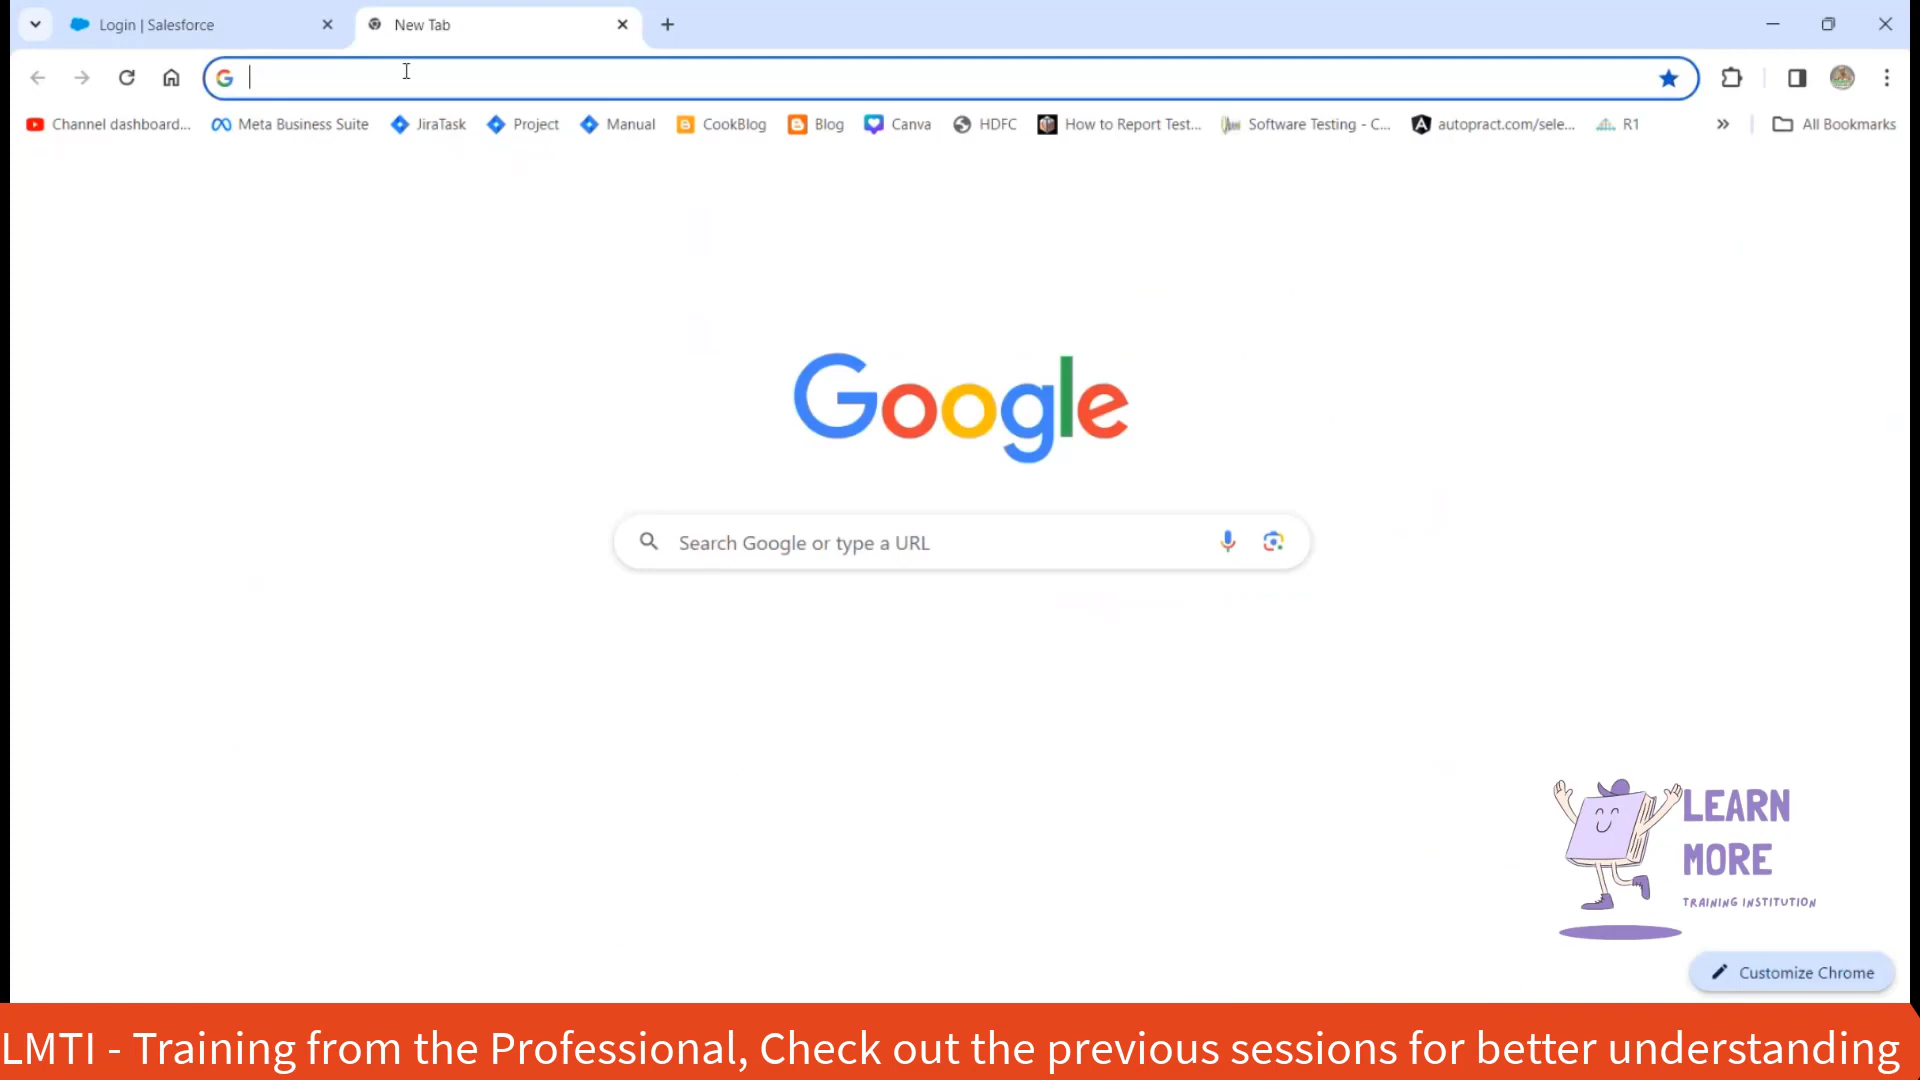 Login | Salesforce
New Tab
Channel dashboard...
Meta Business Suite
JiraTask
Project
Manual
CookBlog
Blog
Canva
HDFC
How to Report Test...
Software Testing - C...
autopract.com/sele...
R1
All Bookmarks
Google
Search Google or type a URL
LEARN
MORE
TRAINING INSTITUTION
Customize Chrome
LMTI - Training from the Professional, Check out the previous sessions for better understanding